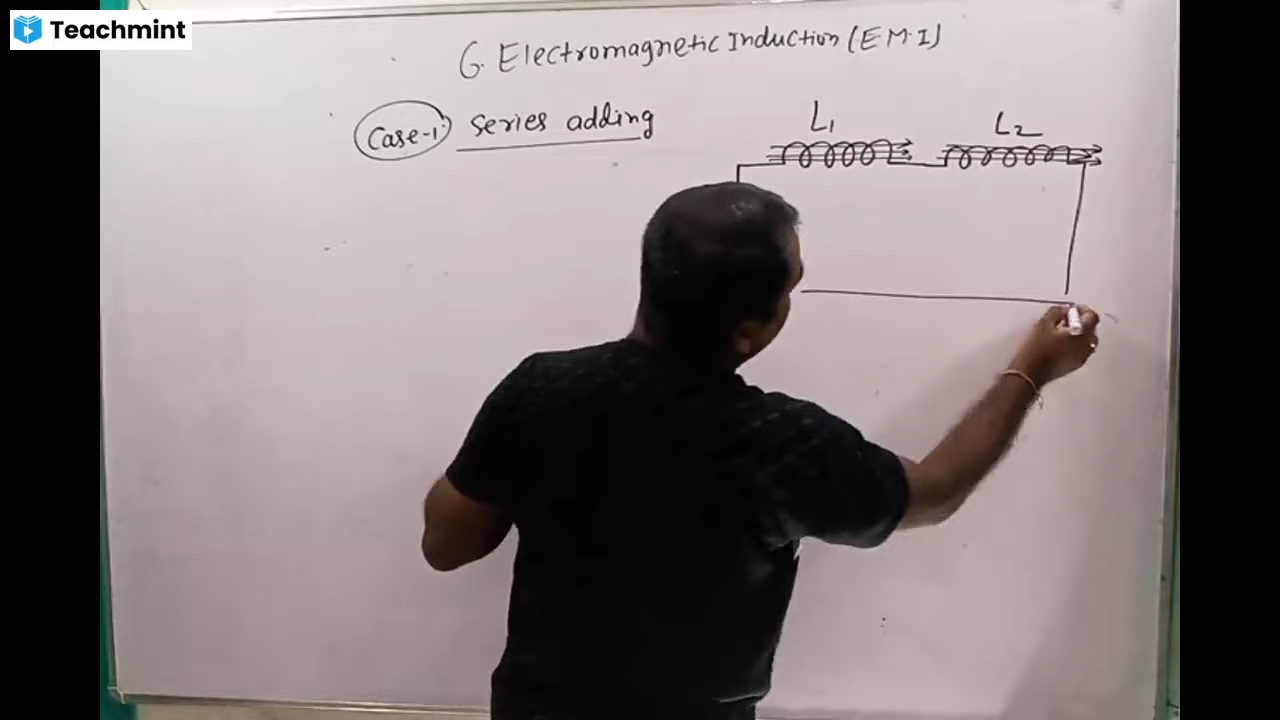 Teachmint
6. Electromagnetic Induction (E.M.I)
Case-1 Series adding
L1
L2